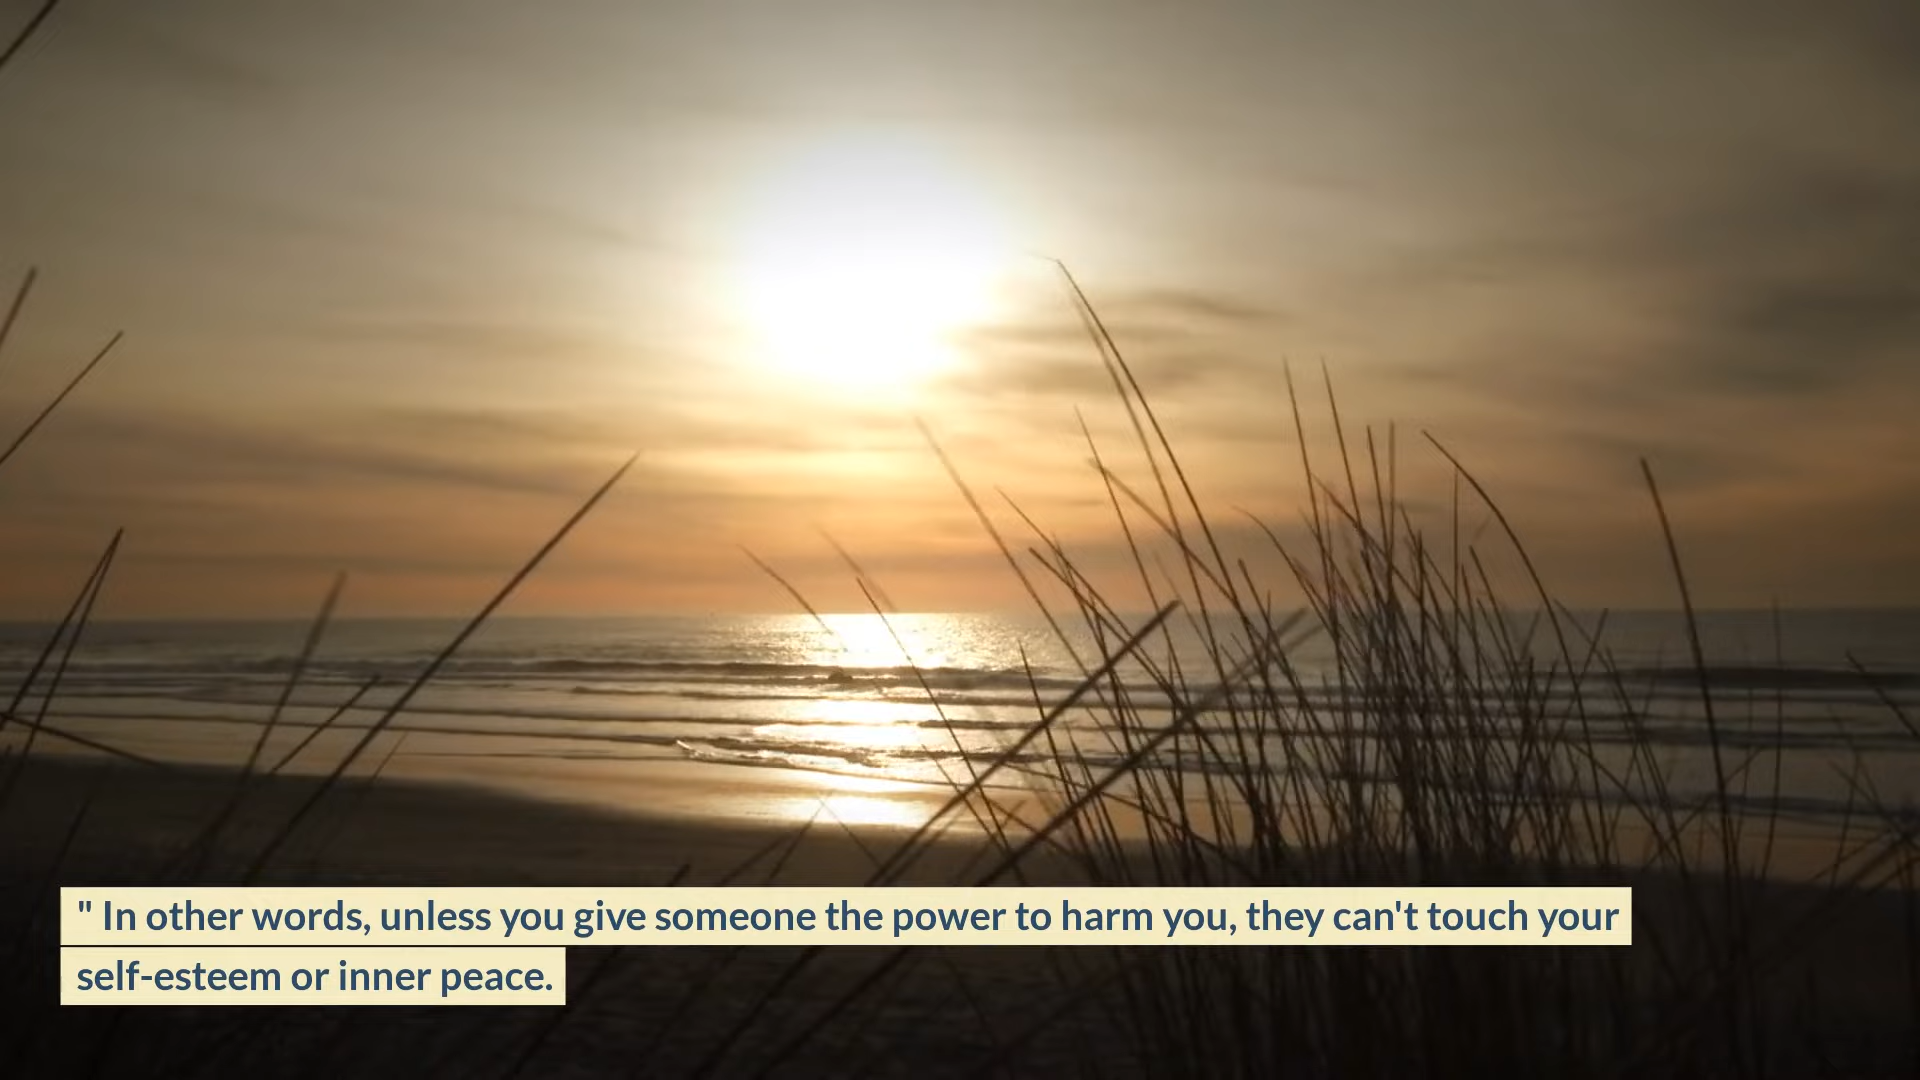 " In other words, unless you give someone the power to harm you, they can't touch your
self-esteem or inner peace.